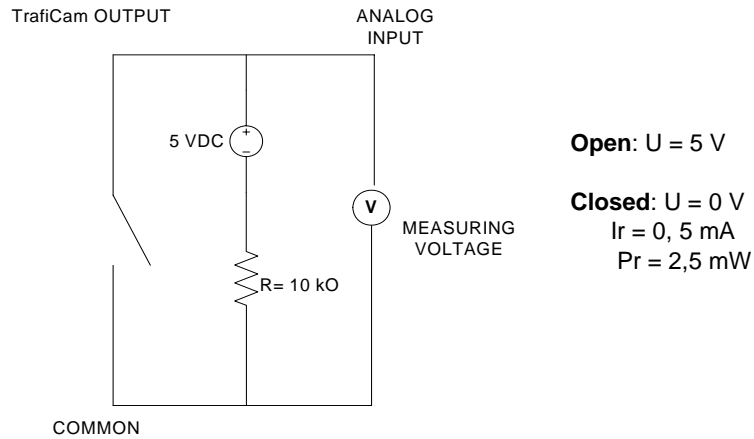 TrafiCam OUTPUT
ANALOG
INPUT
5 VDC
+
–
V
MEASURING
VOLTAGE
R= 10 kO
COMMON
Open: U = 5 V
Closed: U = 0 V
Ir = 0, 5 mA
Pr = 2,5 mW